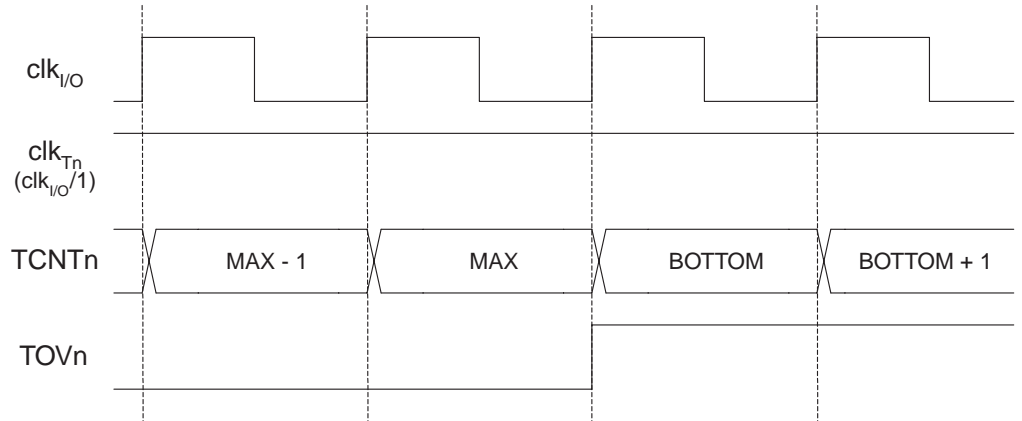 clkI/O
clkTn
(clkI/O/1)
TCNTn
MAX - 1
MAX
BOTTOM
BOTTOM + 1
TOVn